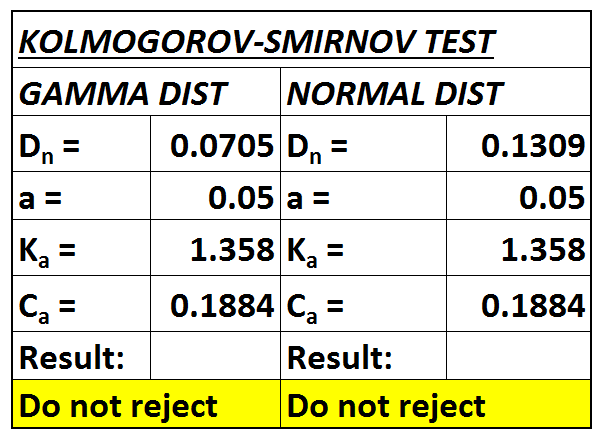 KOLMOGOROV-SMIRNOV TEST
GAMMA DIST NORMAL DIST
Dn = 0.0705 Dn = 0.1309
a = 0.05 a = 0.05
Ka = 1.358 Ka = 1.358
Ca = 0.1884 Ca = 0.1884
Result: Result:
Do not reject Do not reject